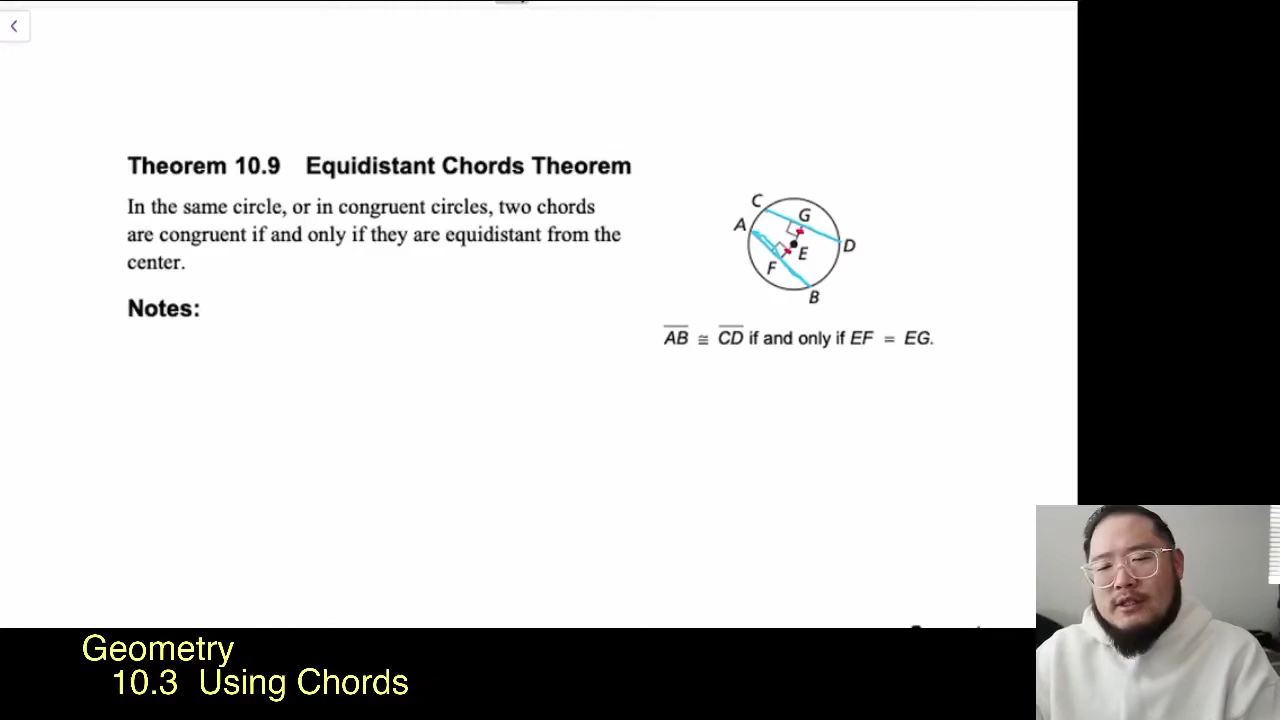 Theorem 10.9 Equidistant Chords Theorem
In the same circle, or in congruent circles, two chords
are congruent if and only if they are equidistant from the
center.
Notes:
C
G
A
D
E
F
B
AB ≅ CD if and only if EF = EG.
Geometry
10.3 Using Chords